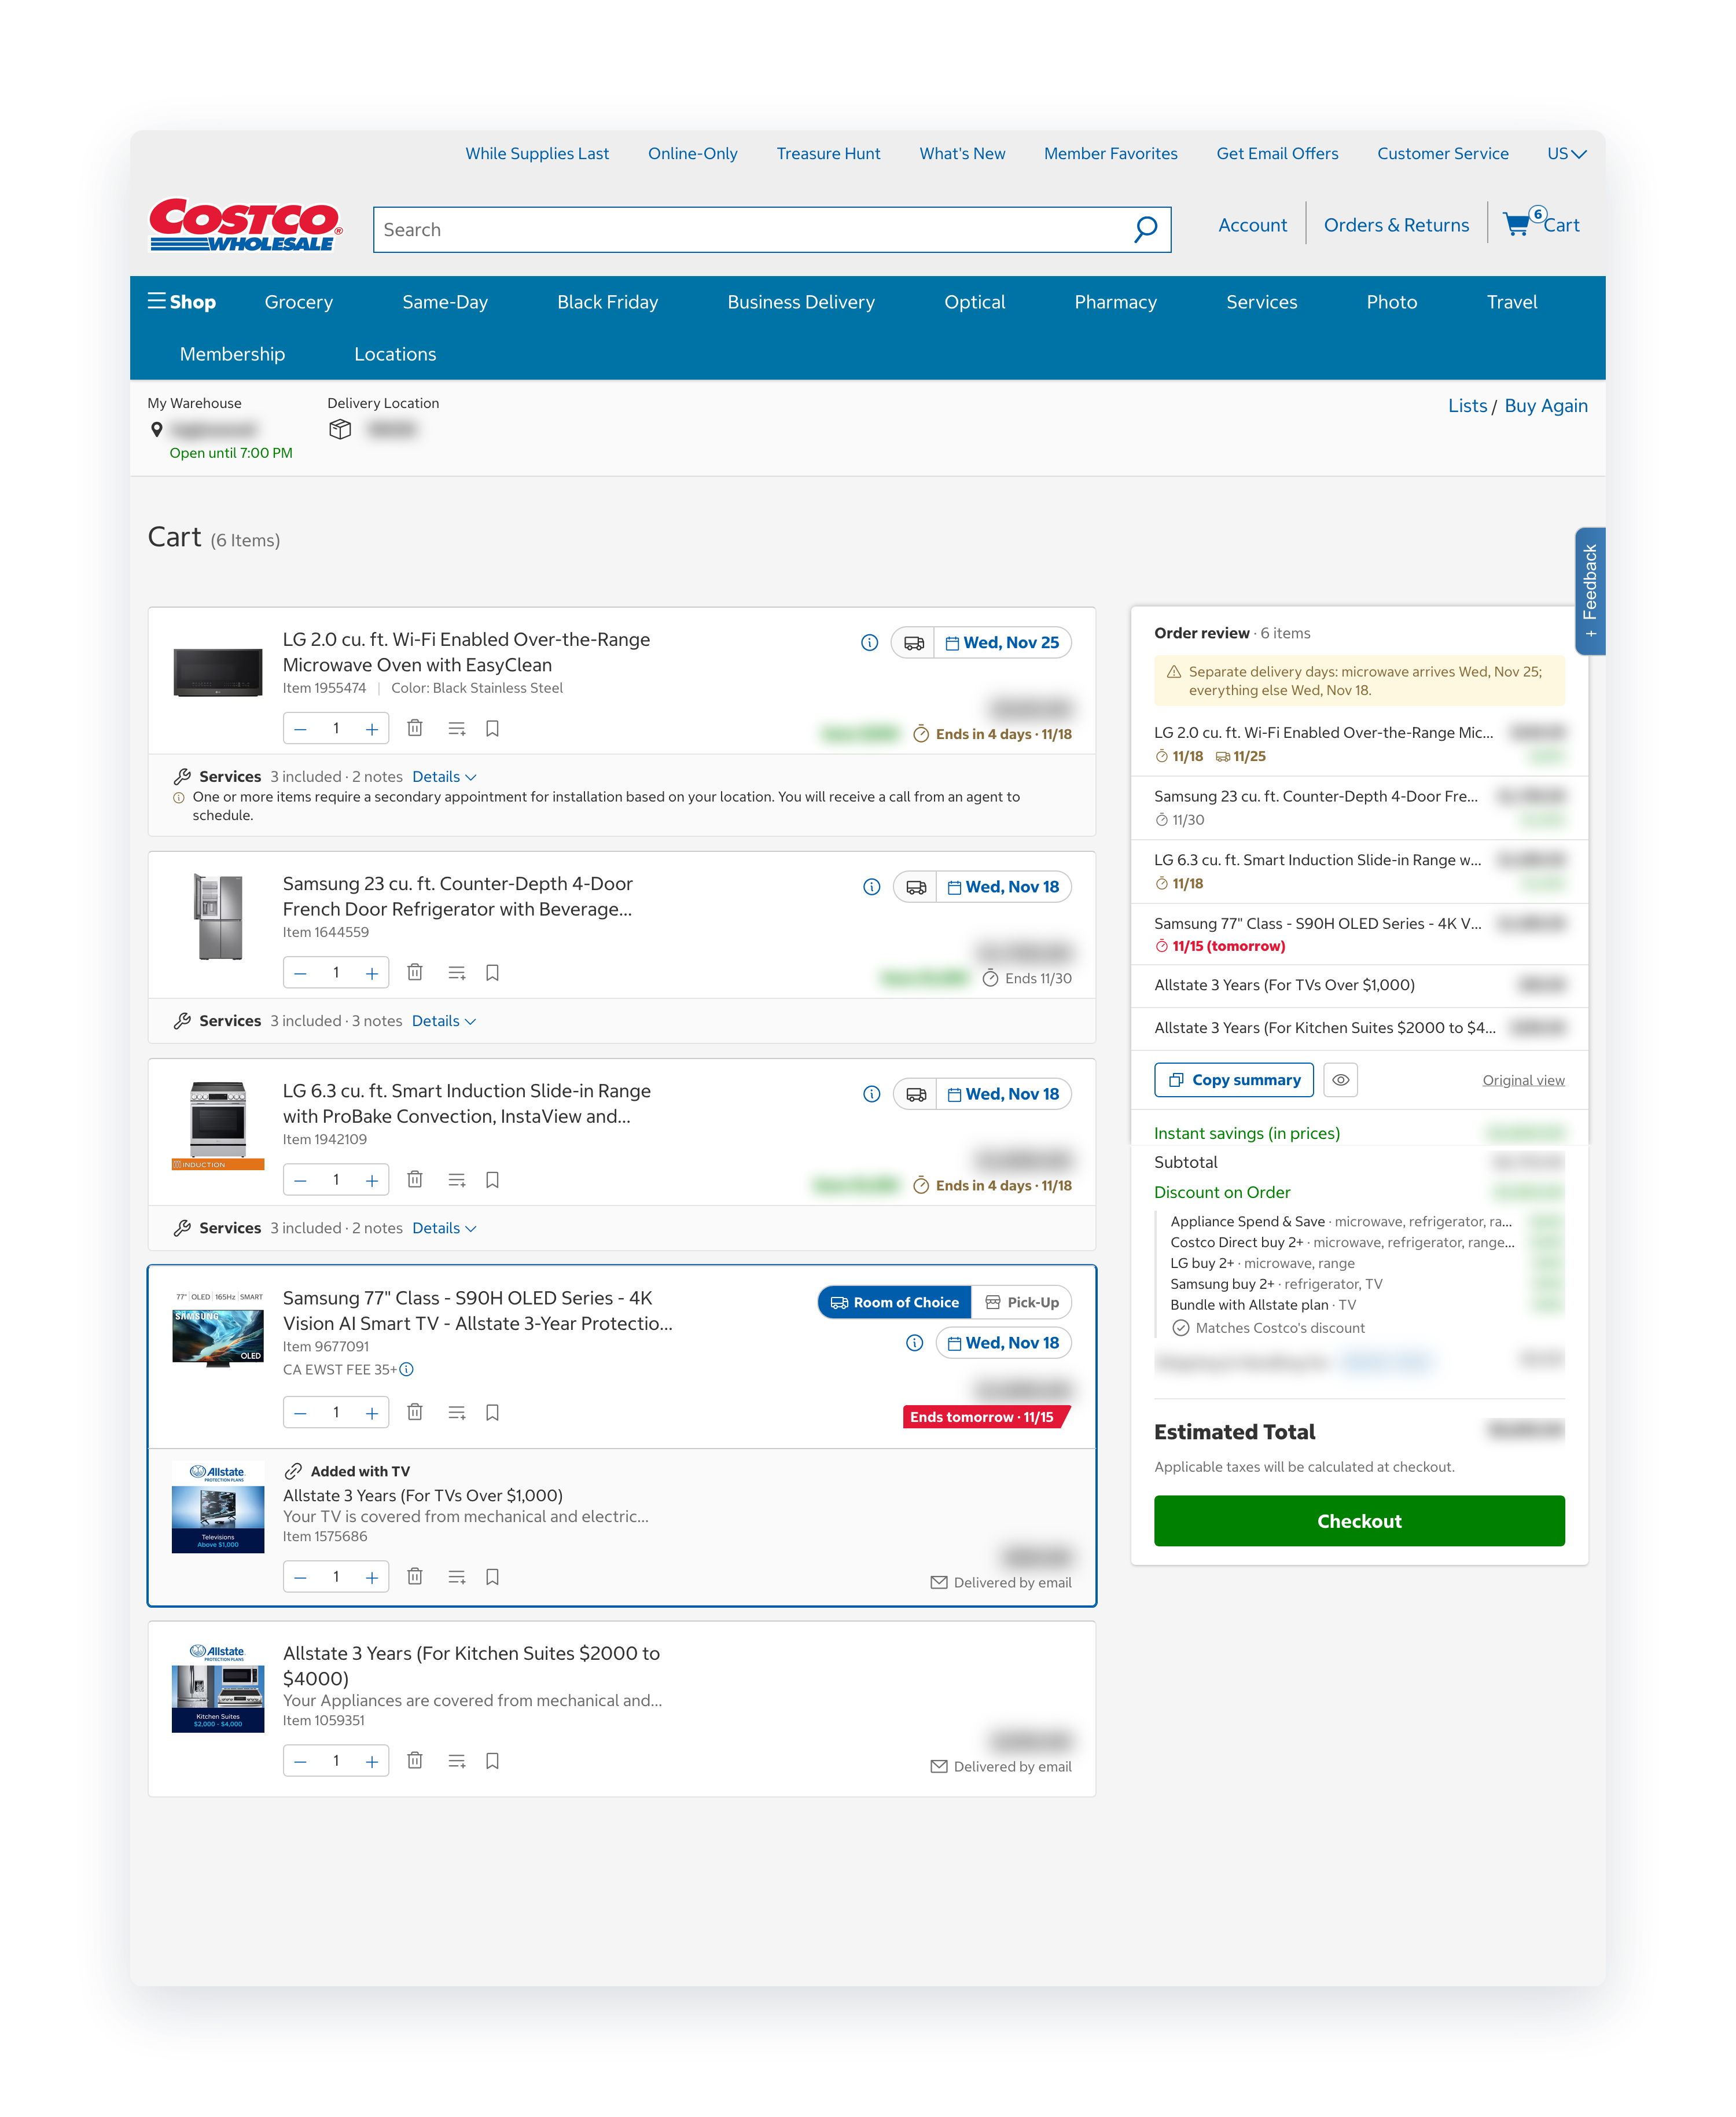 While Supplies Last Online-Only Treasure Hunt What's New Member Favorites Get Email Offers Customer Service US
COSTCO
WHOLESALE
Search
Account Orders & Returns 6 Cart
Shop Grocery Same-Day Black Friday Business Delivery Optical Pharmacy Services Photo Travel
Membership Locations
My Warehouse
Open until 7:00 PM
Delivery Location
Lists / Buy Again
Cart (6 Items)
+ Feedback
LG 2.0 cu. ft. Wi-Fi Enabled Over-the-Range
Microwave Oven with EasyClean
Item 1955474 | Color: Black Stainless Steel
Wed, Nov 25
1
Ends in 4 days · 11/18
Services 3 included · 2 notes Details
One or more items require a secondary appointment for installation based on your location. You will receive a call from an agent to
schedule.
Samsung 23 cu. ft. Counter-Depth 4-Door
French Door Refrigerator with Beverage...
Item 1644559
Wed, Nov 18
1
Ends 11/30
Services 3 included · 3 notes Details
LG 6.3 cu. ft. Smart Induction Slide-in Range
with ProBake Convection, InstaView and...
Item 1942109
INDUCTION
Wed, Nov 18
1
Ends in 4 days · 11/18
Services 3 included · 2 notes Details
77" | OLED | 165Hz | SMART
SAMSUNG
OLED
Samsung 77" Class - S90H OLED Series - 4K
Vision AI Smart TV - Allstate 3-Year Protectio...
Item 9677091
CA EWST FEE 35+
Room of Choice Pick-Up
Wed, Nov 18
1
Ends tomorrow · 11/15
Allstate
PROTECTION PLANS
Televisions
Above $1,000
Added with TV
Allstate 3 Years (For TVs Over $1,000)
Your TV is covered from mechanical and electric...
Item 1575686
1
Delivered by email
Allstate
PROTECTION PLANS
Kitchen Suites
$2,000 - $4,000
Allstate 3 Years (For Kitchen Suites $2000 to
$4000)
Your Appliances are covered from mechanical and...
Item 1059351
1
Delivered by email
Order review · 6 items
Separate delivery days: microwave arrives Wed, Nov 25;
everything else Wed, Nov 18.
LG 2.0 cu. ft. Wi-Fi Enabled Over-the-Range Mic...
11/18 11/25
Samsung 23 cu. ft. Counter-Depth 4-Door Fre...
11/30
LG 6.3 cu. ft. Smart Induction Slide-in Range w...
11/18
Samsung 77" Class - S90H OLED Series - 4K V...
11/15 (tomorrow)
Allstate 3 Years (For TVs Over $1,000)
Allstate 3 Years (For Kitchen Suites $2000 to $4...
Copy summary Original view
Instant savings (in prices)
Subtotal
Discount on Order
Appliance Spend & Save · microwave, refrigerator, ra...
Costco Direct buy 2+ · microwave, refrigerator, range...
LG buy 2+ · microwave, range
Samsung buy 2+ · refrigerator, TV
Bundle with Allstate plan · TV
Matches Costco's discount
Estimated Total
Applicable taxes will be calculated at checkout.
Checkout